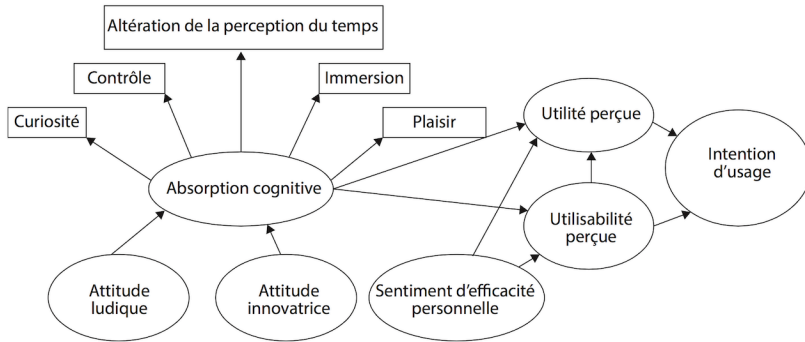 Altération de la perception du temps
Contrôle
Immersion
Curiosité
Plaisir
Utilité perçue
Intention
d'usage
Absorption cognitive
Utilisabilité
perçue
Attitude
ludique
Attitude
innovatrice
Sentiment d'efficacité
personnelle